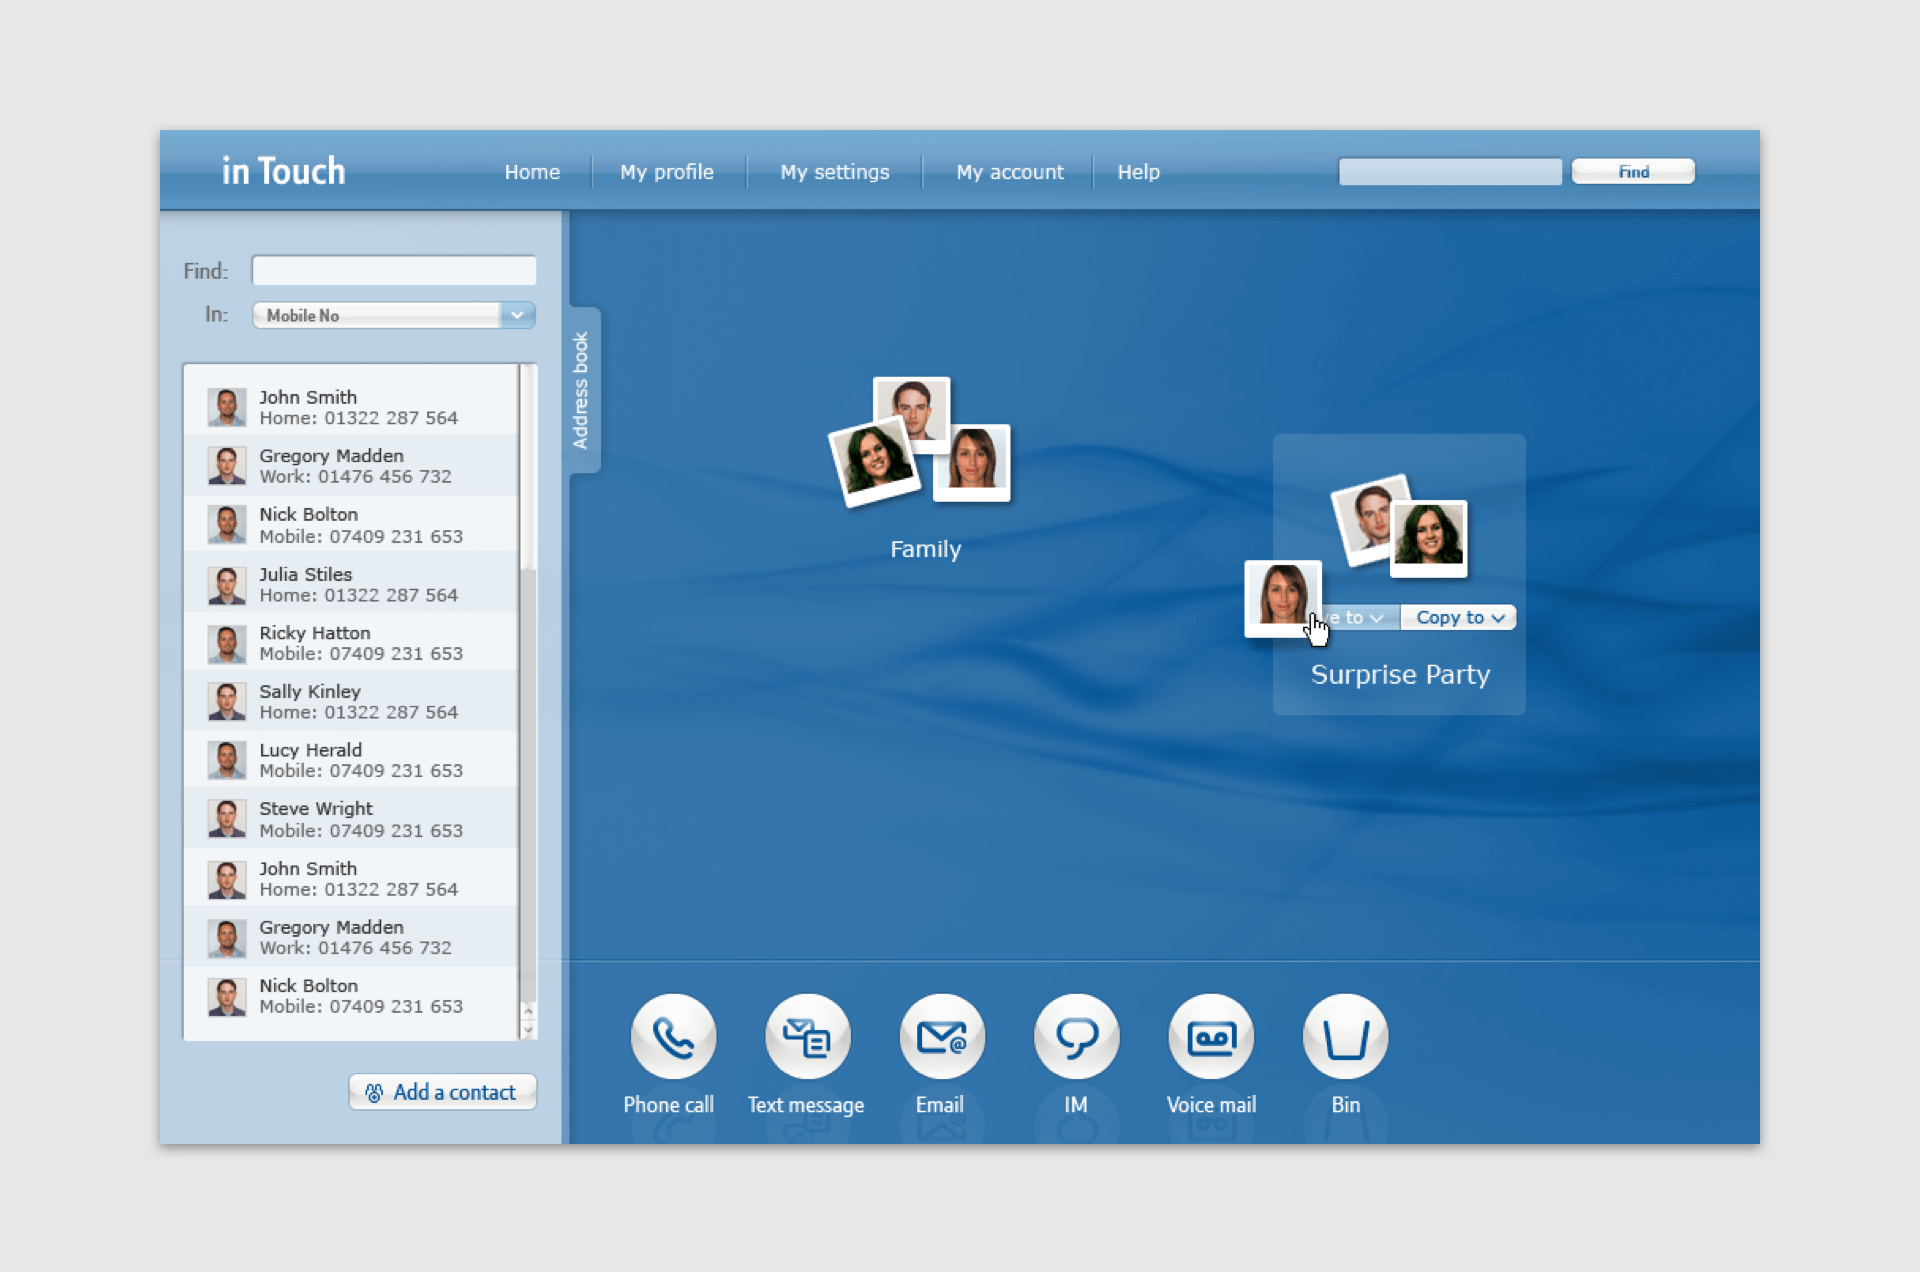 in Touch
Home
My profile
My settings
My account
Help
Find
Find:
In:
Mobile No
Address book
John Smith
Home: 01322 287 564
Gregory Madden
Work: 01476 456 732
Nick Bolton
Mobile: 07409 231 653
Julia Stiles
Home: 01322 287 564
Ricky Hatton
Mobile: 07409 231 653
Sally Kinley
Home: 01322 287 564
Lucy Herald
Mobile: 07409 231 653
Steve Wright
Mobile: 07409 231 653
John Smith
Home: 01322 287 564
Gregory Madden
Work: 01476 456 732
Nick Bolton
Mobile: 07409 231 653
Add a contact
Family
ve to
Copy to
Surprise Party
@
Phone call
Text message
Email
IM
Voice mail
Bin